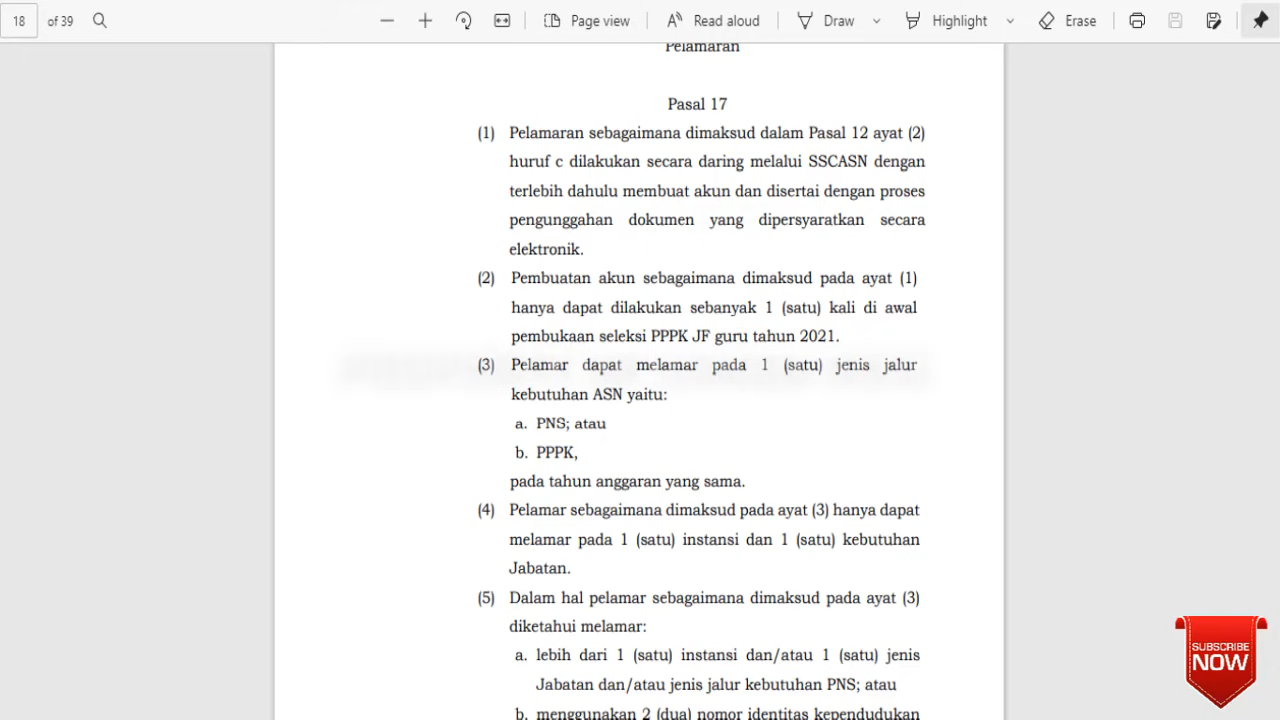 18 of 39 Page view Read aloud Draw Highlight Erase
Pelamaran
Pasal 17
(1) Pelamaran sebagaimana dimaksud dalam Pasal 12 ayat (2)
huruf c dilakukan secara daring melalui SSCASN dengan
terlebih dahulu membuat akun dan disertai dengan proses
pengunggahan dokumen yang dipersyaratkan secara
elektronik.
(2) Pembuatan akun sebagaimana dimaksud pada ayat (1)
hanya dapat dilakukan sebanyak 1 (satu) kali di awal
pembukaan seleksi PPPK JF guru tahun 2021.
(3) Pelamar dapat melamar pada 1 (satu) jenis jalur
kebutuhan ASN yaitu:
a. PNS; atau
b. PPPK,
pada tahun anggaran yang sama.
(4) Pelamar sebagaimana dimaksud pada ayat (3) hanya dapat
melamar pada 1 (satu) instansi dan 1 (satu) kebutuhan
Jabatan.
(5) Dalam hal pelamar sebagaimana dimaksud pada ayat (3)
diketahui melamar:
a. lebih dari 1 (satu) instansi dan/atau 1 (satu) jenis
Jabatan dan/atau jenis jalur kebutuhan PNS; atau
b. menggunakan 2 (dua) nomor identitas kependudukan
SUBSCRIBE
NOW